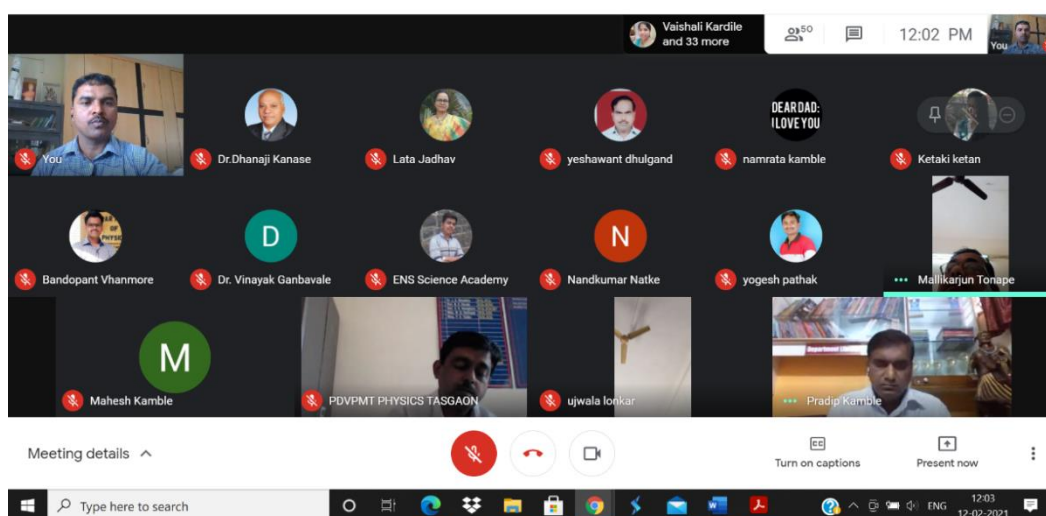 Vaishali Kardile
and 33 more
50
12:02 PM
You
You
Dr.Dhanaji Kanase
Lata Jadhav
yeshawant dhulgand
DEAR DAD:
I LOVE YOU
namrata kamble
Ketaki ketan
Bandopant Vhanmore
D
Dr. Vinayak Ganbavale
ENS Science Academy
N
Nandkumar Natke
yogesh pathak
Mallikarjun Tonape
M
Mahesh Kamble
PDVPMT PHYSICS TASGAON
ujwala lonkar
Pradip Kamble
Meeting details
CC
Turn on captions
Present now
Type here to search
ENG
12:03
12-02-2021